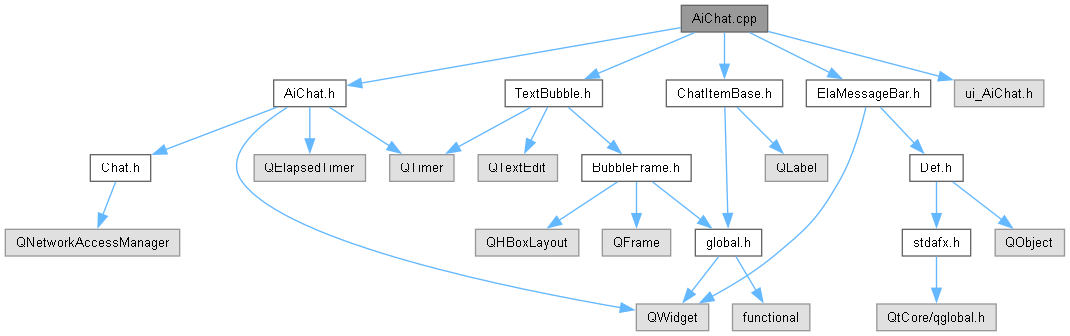 AiChat.cpp
AiChat.h
TextBubble.h
ChatItemBase.h
ElaMessageBar.h
ui_AiChat.h
Chat.h
QElapsedTimer
QTimer
QTextEdit
BubbleFrame.h
QLabel
Def.h
QNetworkAccessManager
QHBoxLayout
QFrame
global.h
stdafx.h
QObject
QWidget
functional
QtCore/qglobal.h